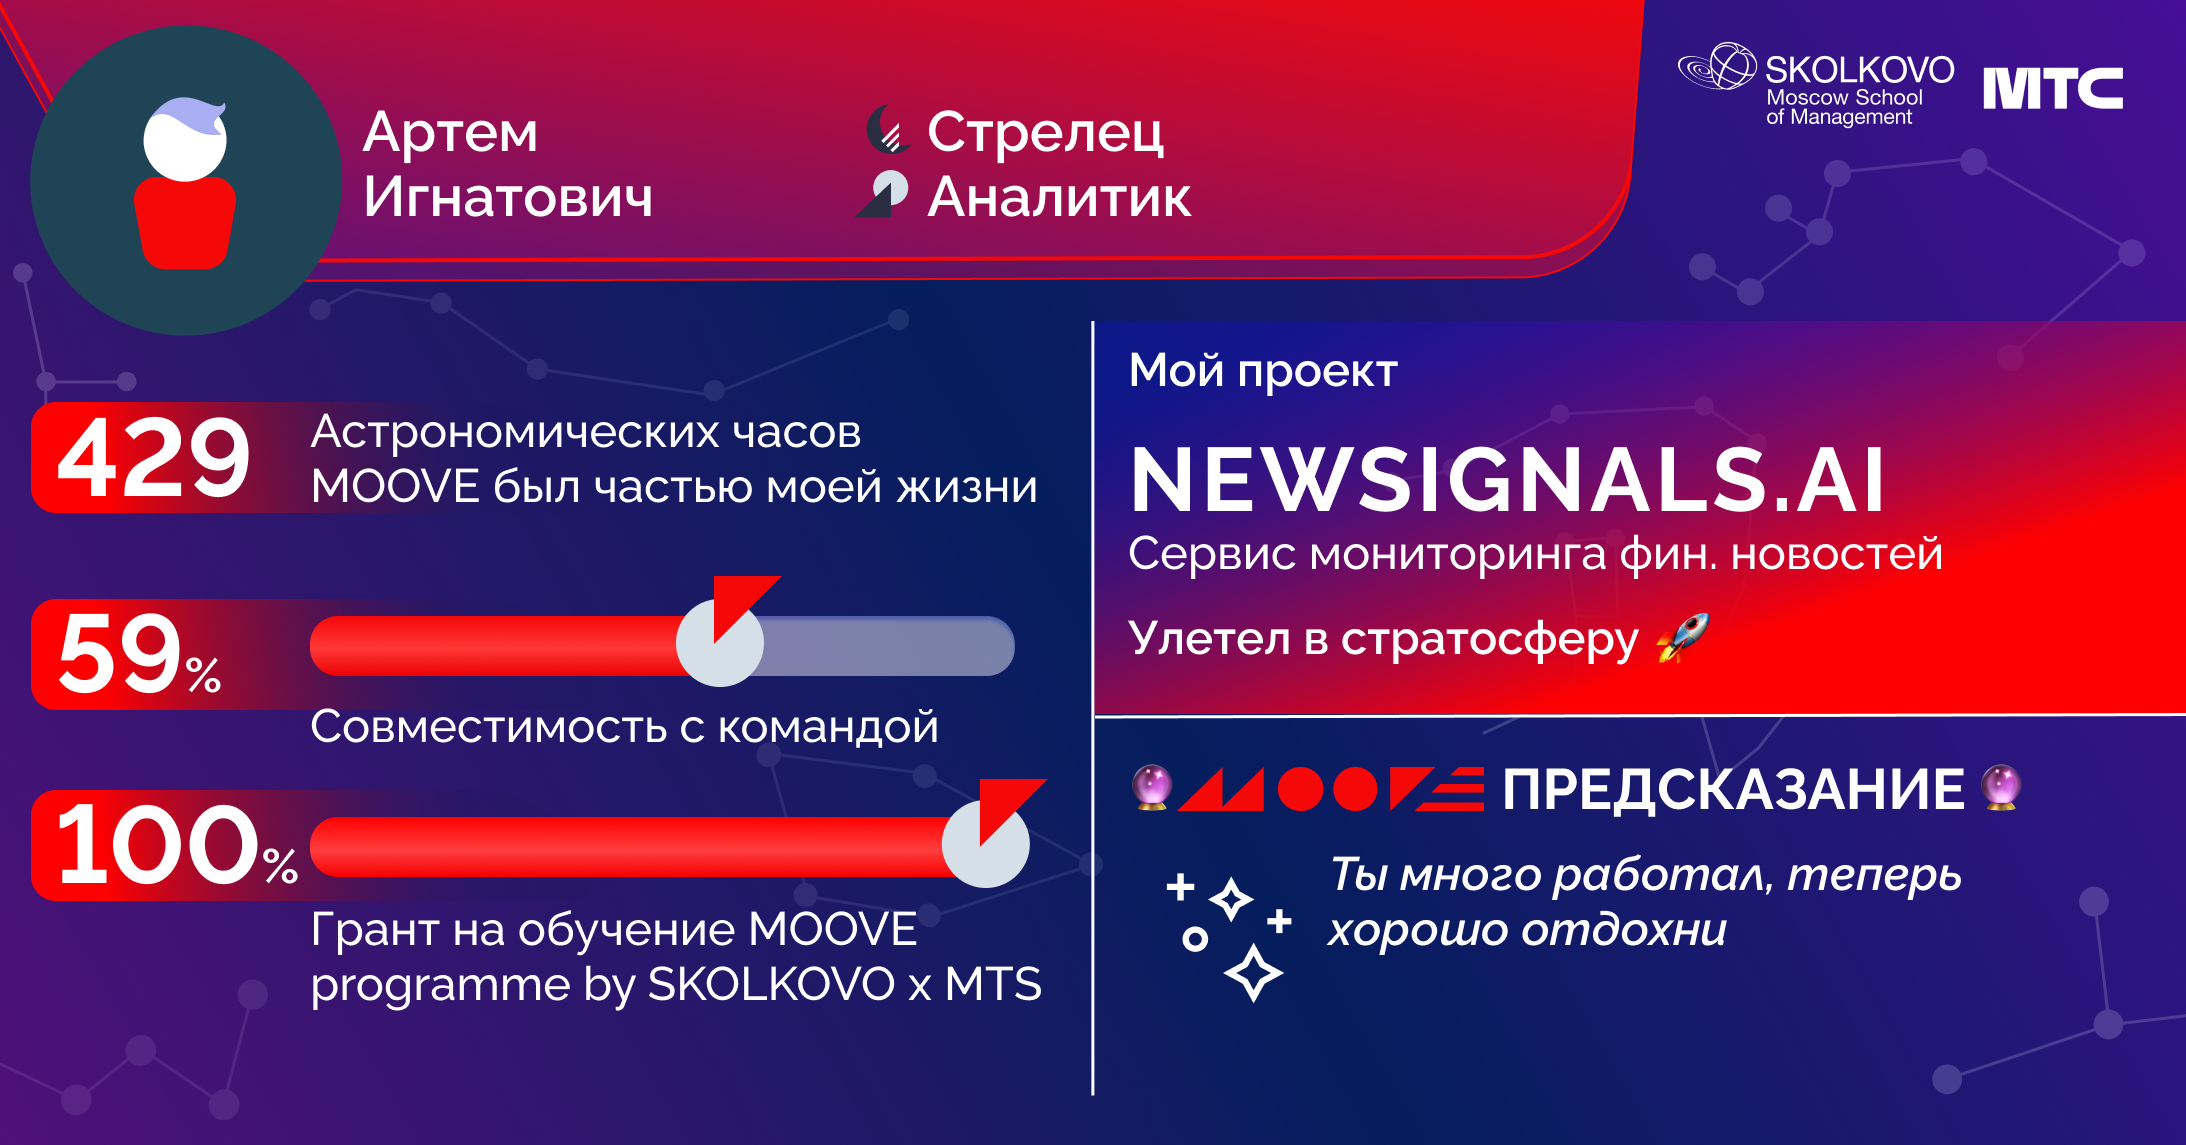 Артем
Игнатович
Стрелец
Аналитик
SKOLKOVO
Moscow School
of Management
МТС
429
Астрономических часов
MOOVE был частью моей жизни
59%
Совместимость с командой
100%
Грант на обучение MOOVE
programme by SKOLKOVO x MTS
Мой проект
NEWSIGNALS.AI
Сервис мониторинга фин. новостей
Улетел в стратосферу 🚀
🔮 MOOVE ПРЕДСКАЗАНИЕ 🔮
Ты много работал, теперь
хорошо отдохни